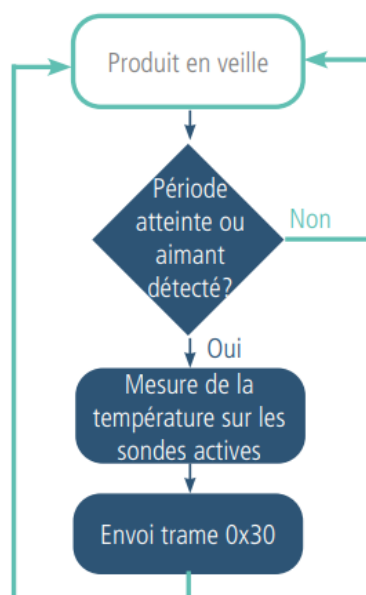 Produit en veille
Période
atteinte ou
aimant
détecté?
Non
Oui
Mesure de la
température sur les
sondes actives
Envoi trame 0x30